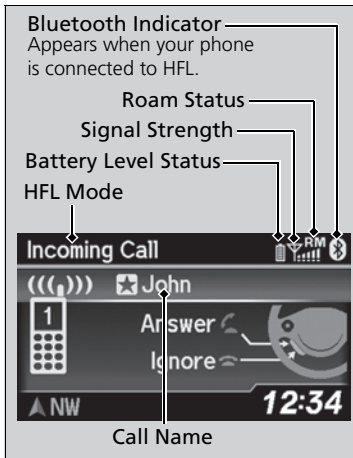 Bluetooth Indicator
Appears when your phone
is connected to HFL.
Roam Status
Signal Strength
Battery Level Status
HFL Mode
Incoming Call RM
John
1
Answer
Ignore
NW 12:34
Call Name